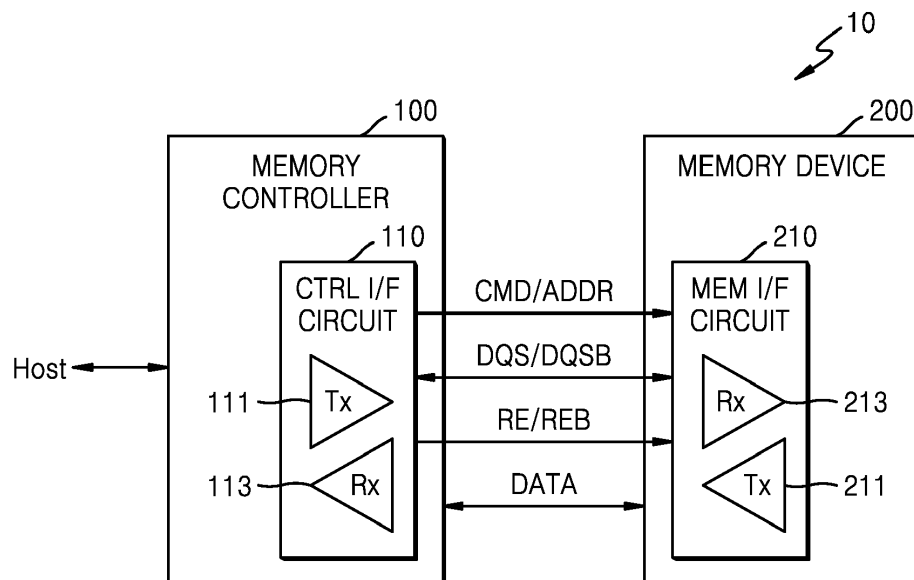 10
100
200
MEMORY
CONTROLLER
MEMORY DEVICE
110
210
CTRL I/F
CIRCUIT
CMD/ADDR
MEM I/F
CIRCUIT
Host
DQS/DQSB
111
Tx
RE/REB
Rx
213
113
Rx
DATA
Tx
211